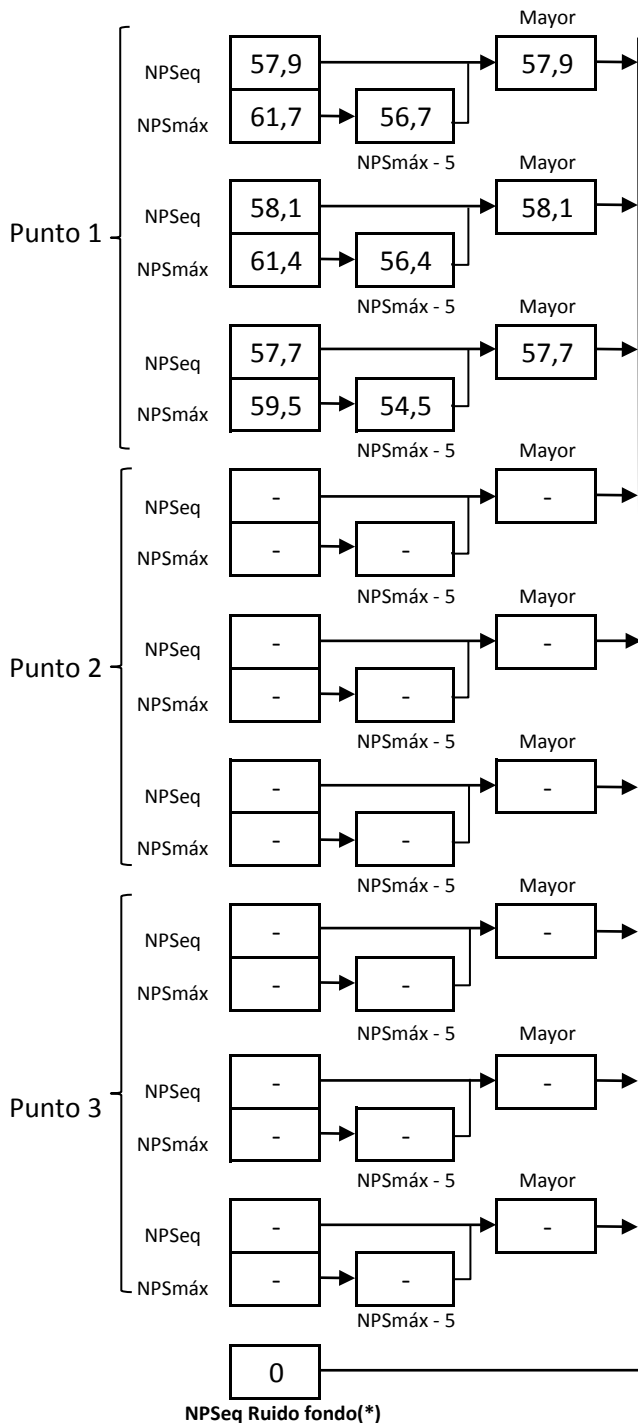 Mayor
NPSeq 57,9 57,9
NPSmáx 61,7 56,7
NPSmáx - 5 Mayor
Punto 1
NPSeq 58,1 58,1
NPSmáx 61,4 56,4
NPSmáx - 5 Mayor
NPSeq 57,7 57,7
NPSmáx 59,5 54,5
NPSmáx - 5 Mayor
NPSeq - -
NPSmáx - -
NPSmáx - 5 Mayor
Punto 2
NPSeq - -
NPSmáx - -
NPSmáx - 5 Mayor
NPSeq - -
NPSmáx - -
NPSmáx - 5 Mayor
NPSeq - -
NPSmáx - -
NPSmáx - 5 Mayor
Punto 3
NPSeq - -
NPSmáx - -
NPSmáx - 5 Mayor
NPSeq - -
NPSmáx - -
NPSmáx - 5
0
NPSeq Ruido fondo(*)